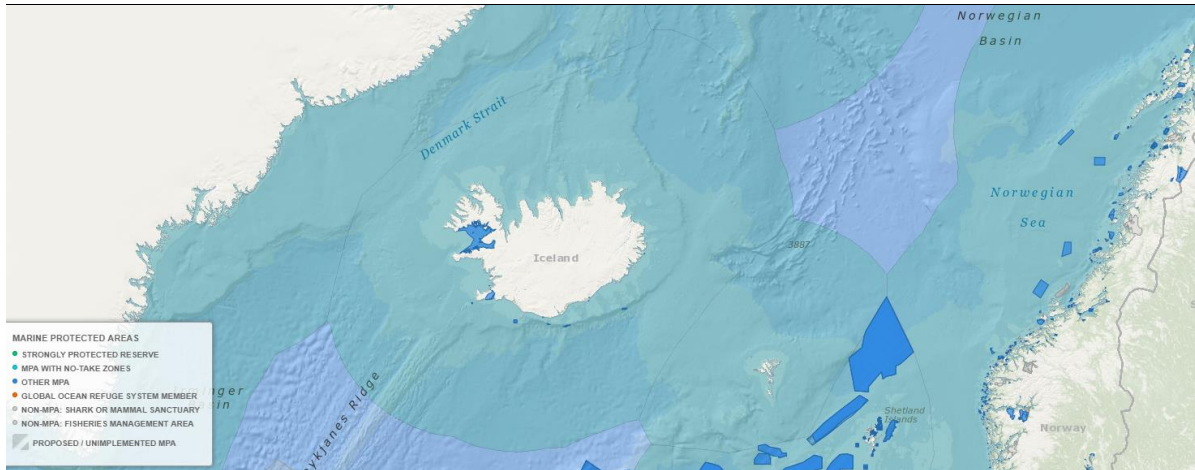 Norwegian
Basin
Denmark Strait
Norwegian
Sea
3887
Iceland
MARINE PROTECTED AREAS
STRONGLY PROTECTED RESERVE
MPA WITH NO-TAKE ZONES
OTHER MPA
GLOBAL OCEAN REFUGE SYSTEM MEMBER
NON-MPA: SHARK OR MAMMAL SANCTUARY
NON-MPA: FISHERIES MANAGEMENT AREA
PROPOSED / UNIMPLEMENTED MPA
ykjanes Ridge
Shetland
Islands
Norway